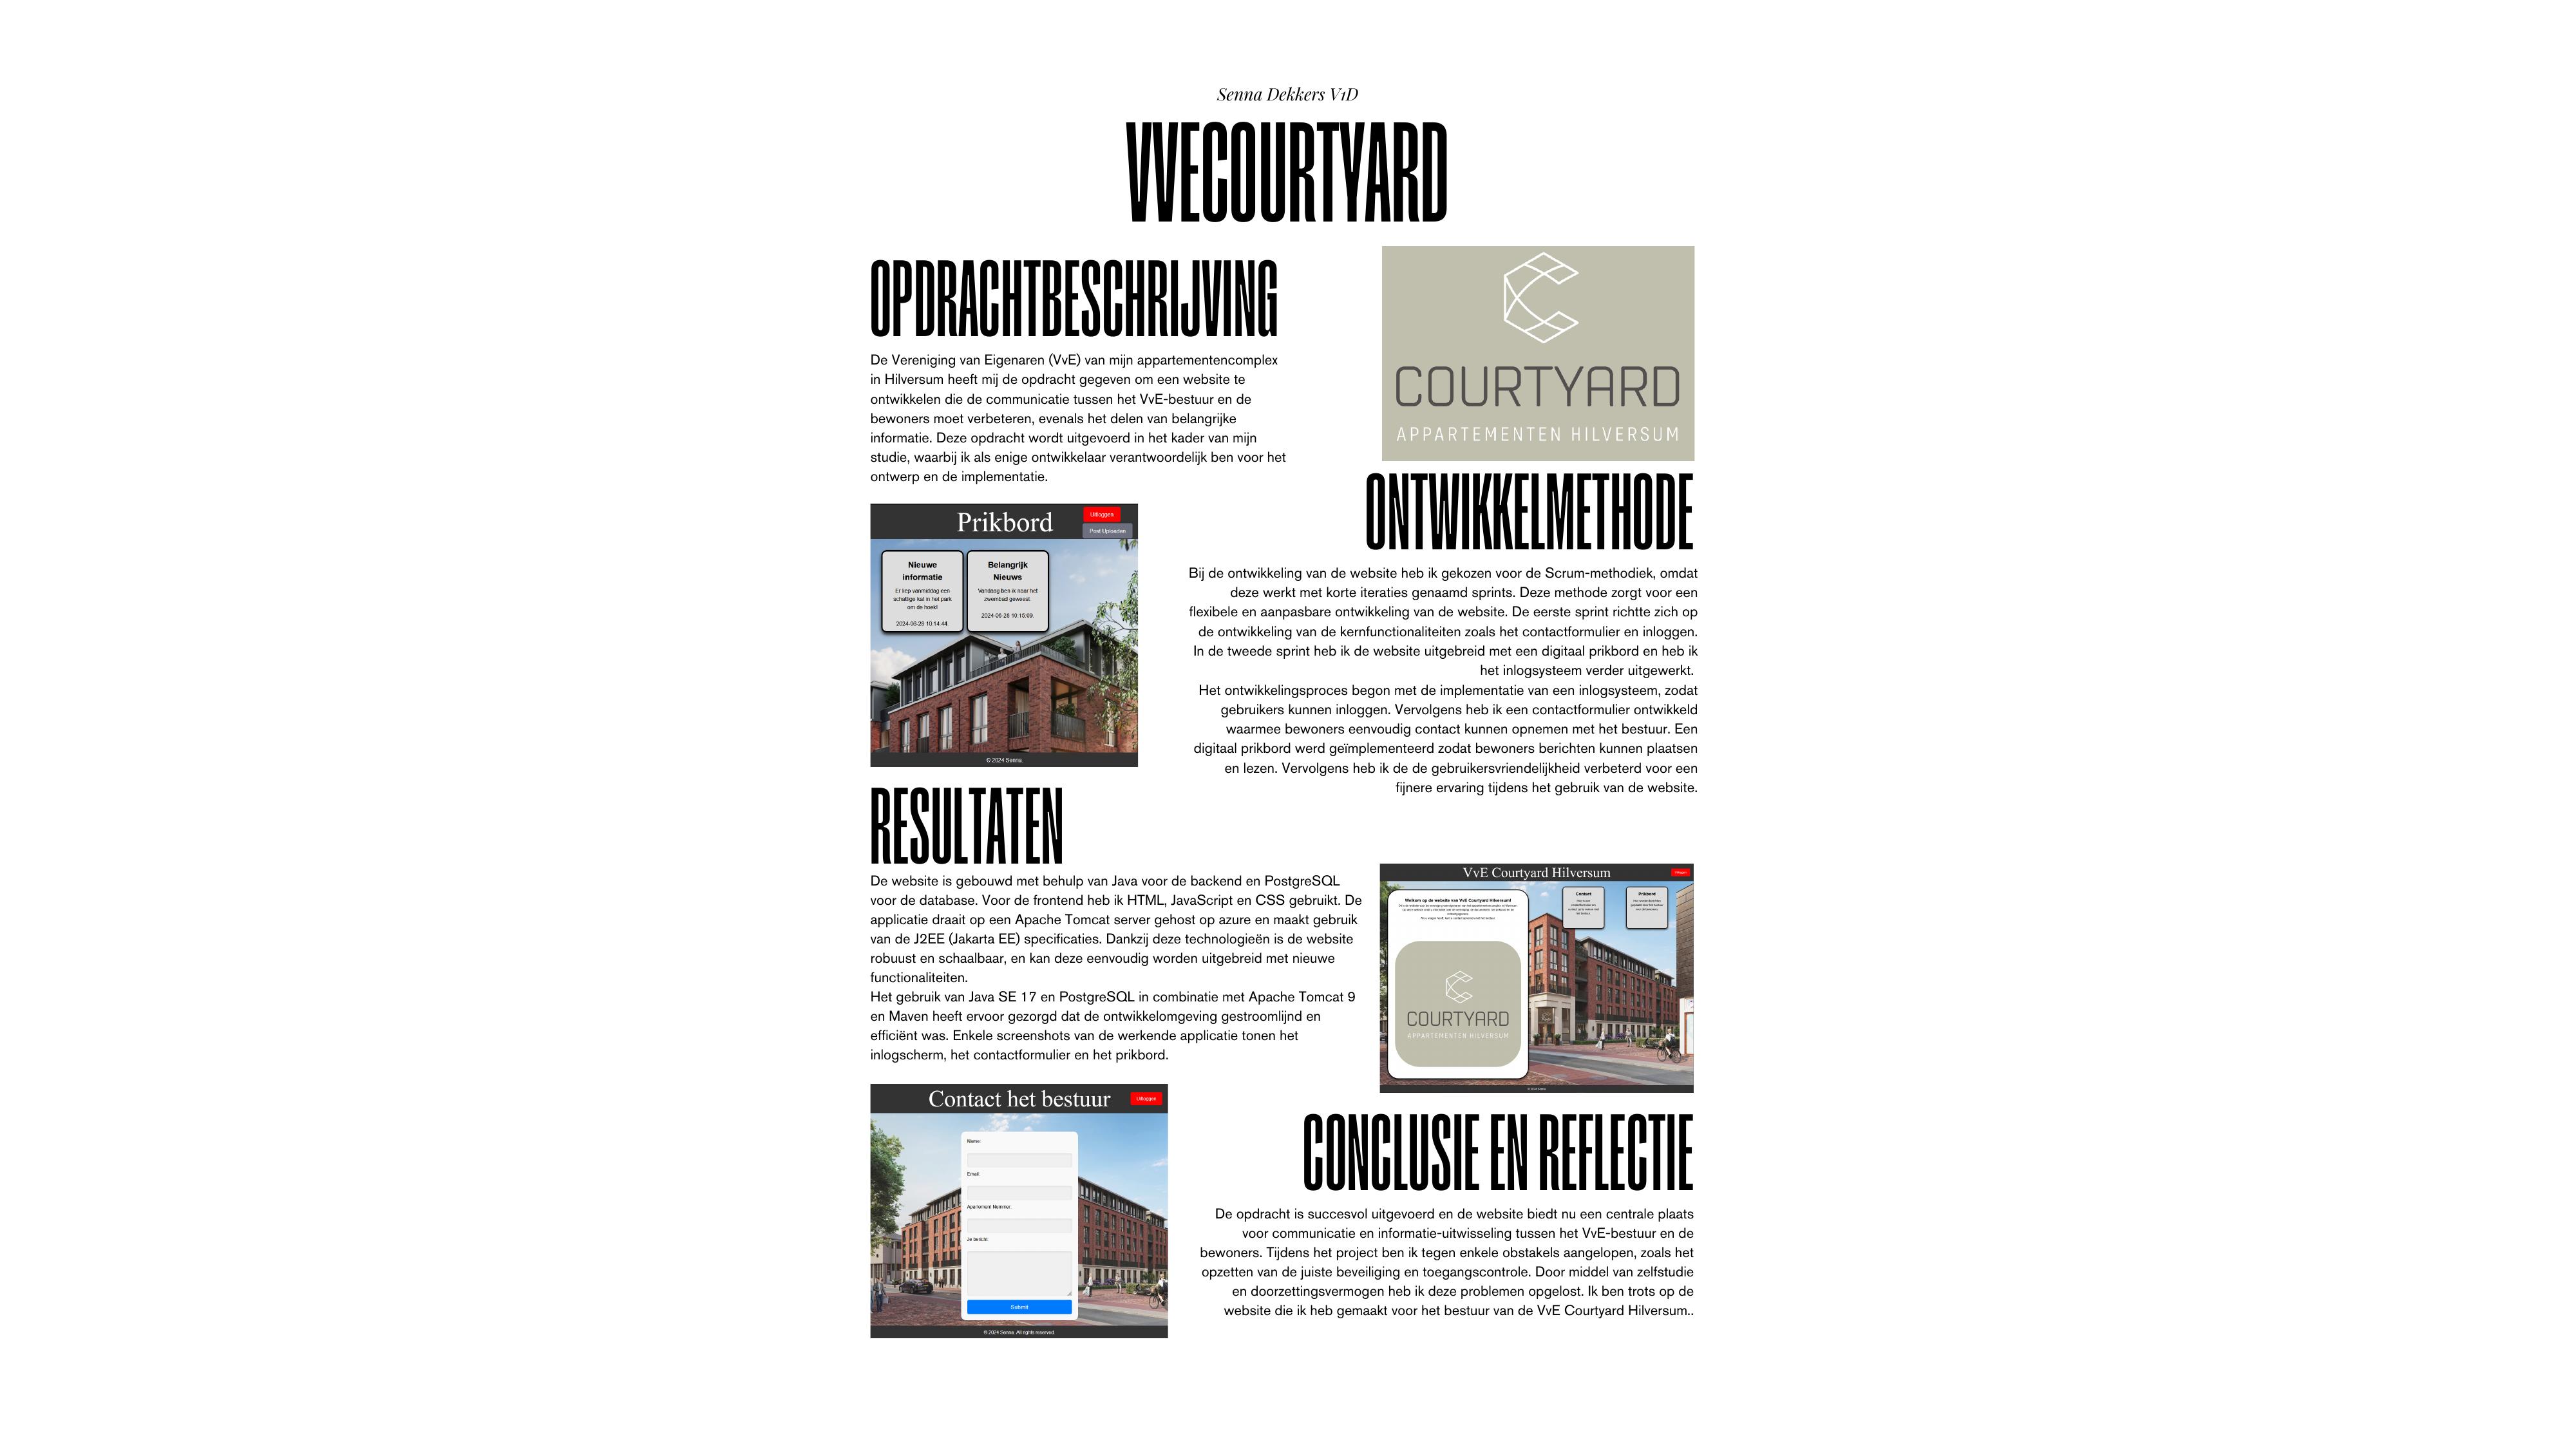 Senna Dekkers V1D
VVECOURTYARD
OPDRACHTBESCHRIJVING
De Vereniging van Eigenaren (VvE) van mijn appartementencomplex
in Hilversum heeft mij de opdracht gegeven om een website te
ontwikkelen die de communicatie tussen het VvE-bestuur en de
bewoners moet verbeteren, evenals het delen van belangrijke
informatie. Deze opdracht wordt uitgevoerd in het kader van mijn
studie, waarbij ik als enige ontwikkelaar verantwoordelijk ben voor het
ontwerp en de implementatie.
COURTYARD
APPARTEMENTEN HILVERSUM
Prikbord
Uitloggen
Post Uploaden
Nieuwe
informatie
Er liep vanmiddag een
schattige kat in het park
om de hoek!
2024-06-28 10:14:44
Belangrijk
Nieuws
Vandaag ben ik naar het
zwembad geweest.
2024-06-28 10:15:09
© 2024 Senna
ONTWIKKELMETHODE
Bij de ontwikkeling van de website heb ik gekozen voor de Scrum-methodiek, omdat
deze werkt met korte iteraties genaamd sprints. Deze methode zorgt voor een
flexibele en aanpasbare ontwikkeling van de website. De eerste sprint richtte zich op
de ontwikkeling van de kernfunctionaliteiten zoals het contactformulier en inloggen.
In de tweede sprint heb ik de website uitgebreid met een digitaal prikbord en heb ik
het inlogsysteem verder uitgewerkt.
Het ontwikkelingsproces begon met de implementatie van een inlogsysteem, zodat
gebruikers kunnen inloggen. Vervolgens heb ik een contactformulier ontwikkeld
waarmee bewoners eenvoudig contact kunnen opnemen met het bestuur. Een
digitaal prikbord werd geïmplementeerd zodat bewoners berichten kunnen plaatsen
en lezen. Vervolgens heb ik de de gebruikersvriendelijkheid verbeterd voor een
fijnere ervaring tijdens het gebruik van de website.
RESULTATEN
De website is gebouwd met behulp van Java voor de backend en PostgreSQL
voor de database. Voor de frontend heb ik HTML, JavaScript en CSS gebruikt. De
applicatie draait op een Apache Tomcat server gehost op azure en maakt gebruik
van de J2EE (Jakarta EE) specificaties. Dankzij deze technologieën is de website
robuust en schaalbaar, en kan deze eenvoudig worden uitgebreid met nieuwe
functionaliteiten.
Het gebruik van Java SE 17 en PostgreSQL in combinatie met Apache Tomcat 9
en Maven heeft ervoor gezorgd dat de ontwikkelomgeving gestroomlijnd en
efficiënt was. Enkele screenshots van de werkende applicatie tonen het
inlogscherm, het contactformulier en het prikbord.
VvE Courtyard Hilversum
Welkom op de website van VvE Courtyard Hilversum!
Contact
Prikbord
COURTYARD
APPARTEMENTEN HILVERSUM
Contact het bestuur
Uitloggen
Name:
Email:
Apartement Nummer:
Je bericht:
Submit
© 2024 Senna. All rights reserved.
CONCLUSIE EN REFLECTIE
De opdracht is succesvol uitgevoerd en de website biedt nu een centrale plaats
voor communicatie en informatie-uitwisseling tussen het VvE-bestuur en de
bewoners. Tijdens het project ben ik tegen enkele obstakels aangelopen, zoals het
opzetten van de juiste beveiliging en toegangscontrole. Door middel van zelfstudie
en doorzettingsvermogen heb ik deze problemen opgelost. Ik ben trots op de
website die ik heb gemaakt voor het bestuur van de VvE Courtyard Hilversum..